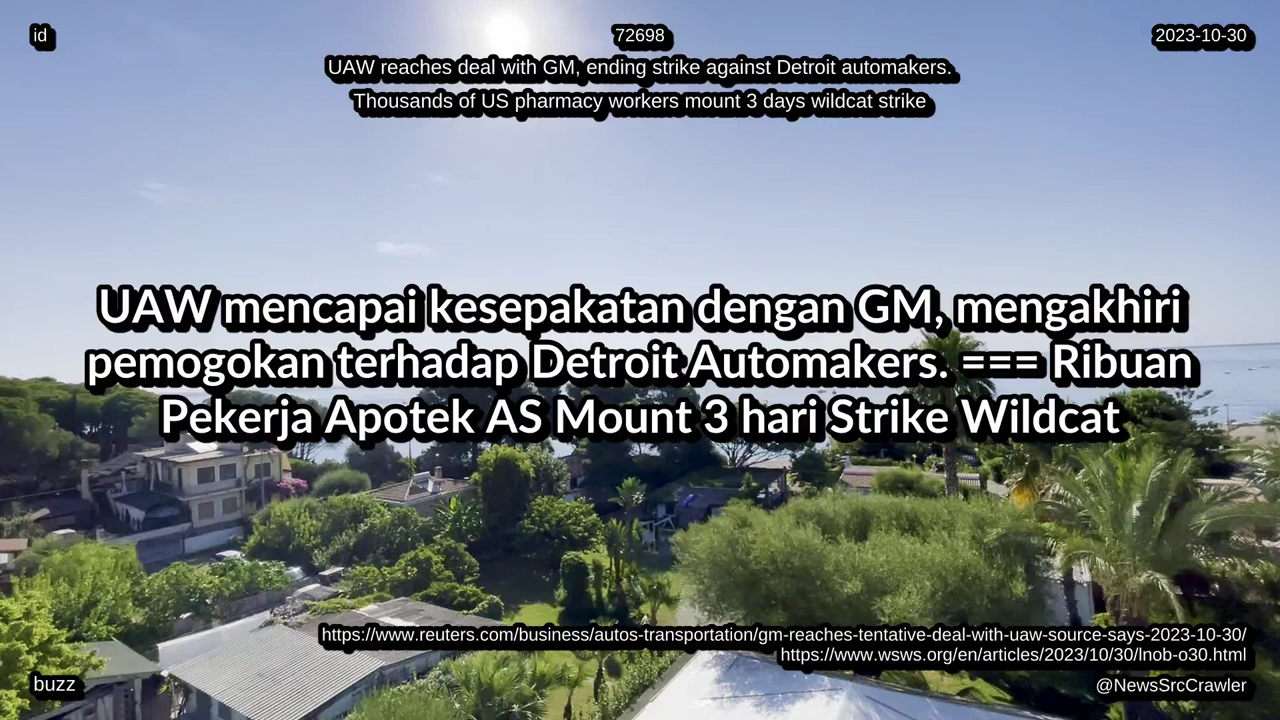 id
72698
2023-10-30
UAW reaches deal with GM, ending strike against Detroit automakers.
Thousands of US pharmacy workers mount 3 days wildcat strike
UAW mencapai kesepakatan dengan GM, mengakhiri
pemogokan terhadap Detroit Automakers. === Ribuan
Pekerja Apotek AS Mount 3 hari Strike Wildcat
https://www.reuters.com/business/autos-transportation/gm-reaches-tentative-deal-with-uaw-source-says-2023-10-30/
https://www.wsws.org/en/articles/2023/10/30/lnob-o30.html
buzz
@NewsSrcCrawler